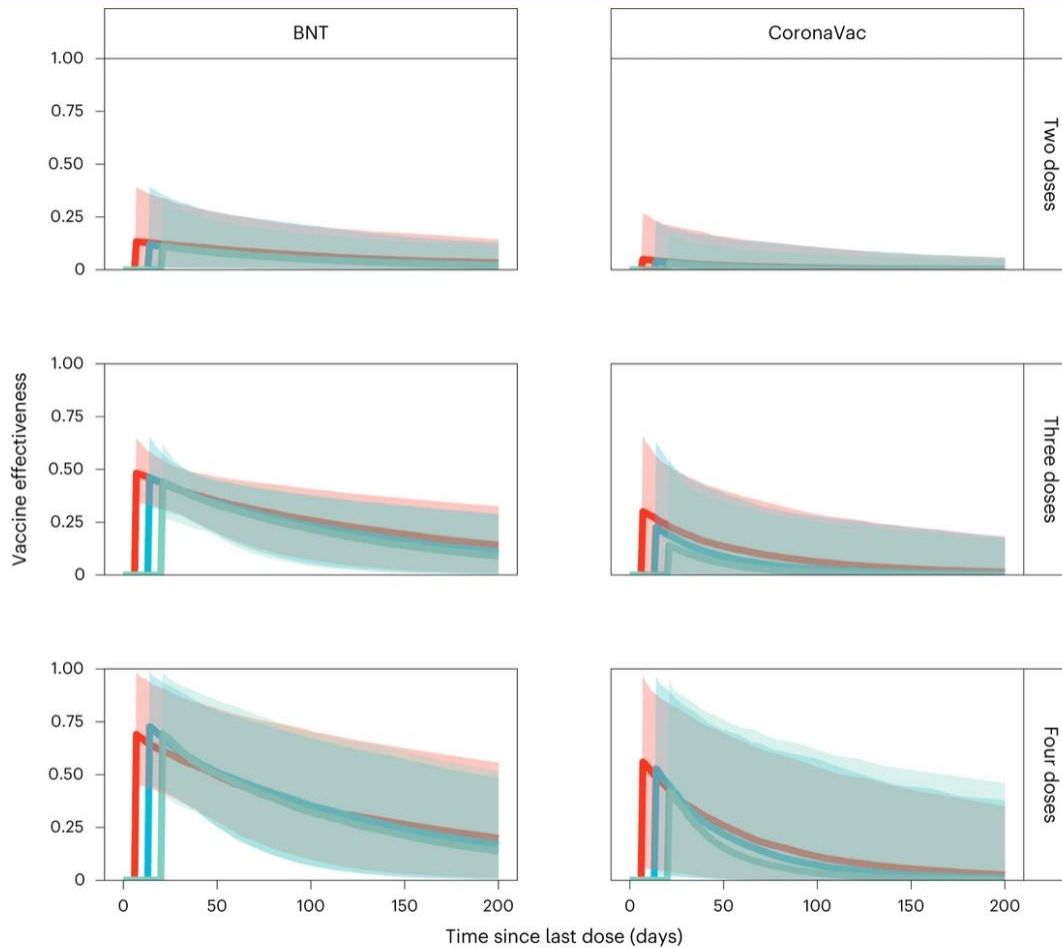 BNT
CoronaVac
1.00
0.75
0.50
0.25
0
Two doses
1.00
0.75
0.50
0.25
0
Three doses
Vaccine effectiveness
1.00
0.75
0.50
0.25
0
Four doses
0 50 100 150 200
0 50 100 150 200
Time since last dose (days)